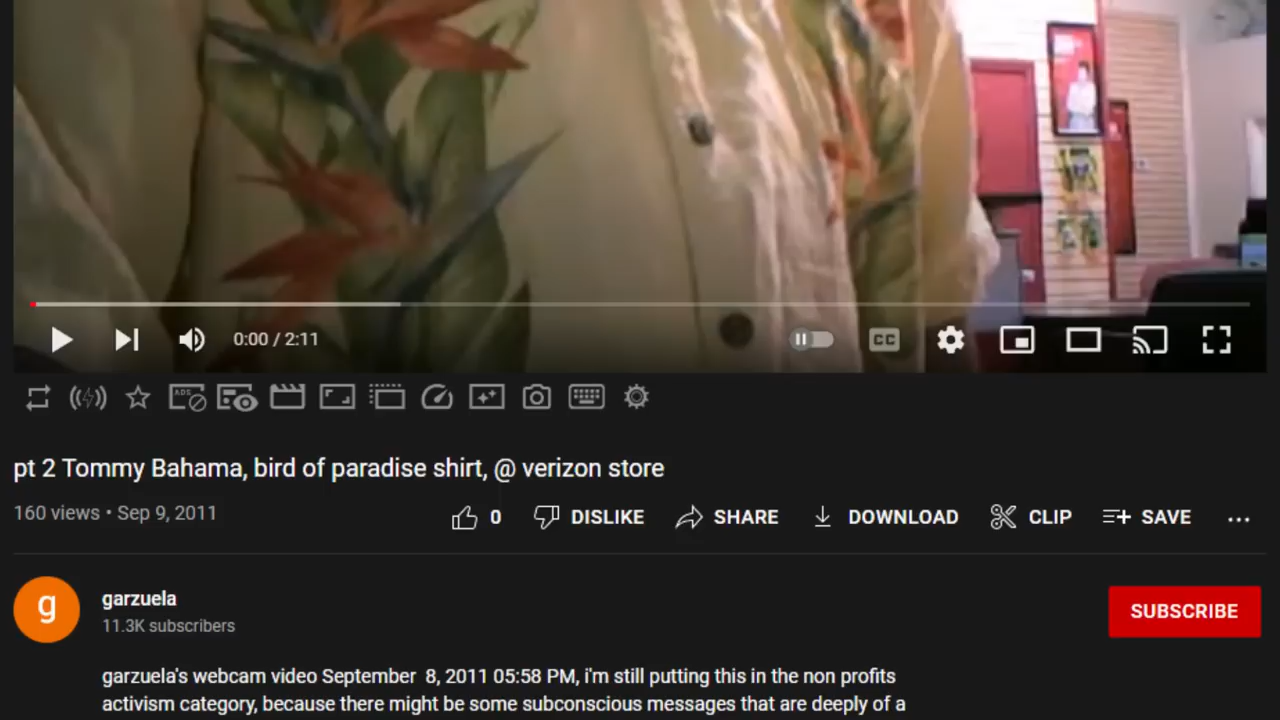 0:00 / 2:11
CC
ADS
pt 2 Tommy Bahama, bird of paradise shirt, @ verizon store
160 views • Sep 9, 2011
0 DISLIKE SHARE DOWNLOAD CLIP SAVE ...
g
garzuela
11.3K subscribers
SUBSCRIBE
garzuela's webcam video September  8, 2011 05:58 PM, i'm still putting this in the non profits
activism category, because there might be some subconscious messages that are deeply of a